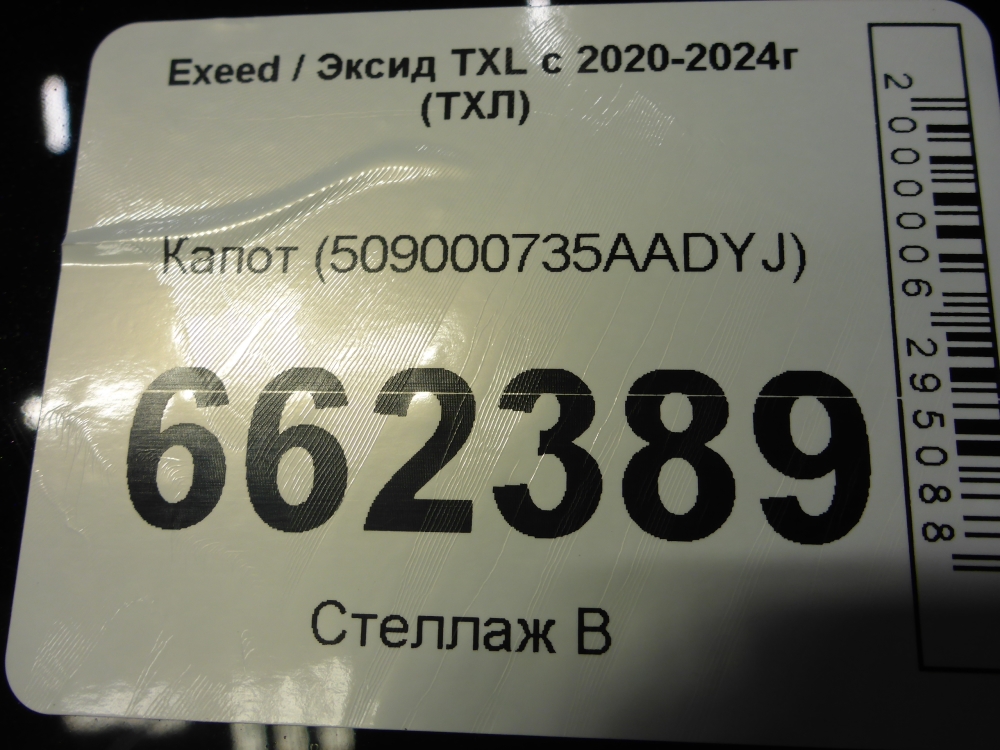 Exeed / Эксид TXL с 2020-2024г
(ТХЛ)
Капот (509000735AADYJ)
662389
Стеллаж В
2000006295088